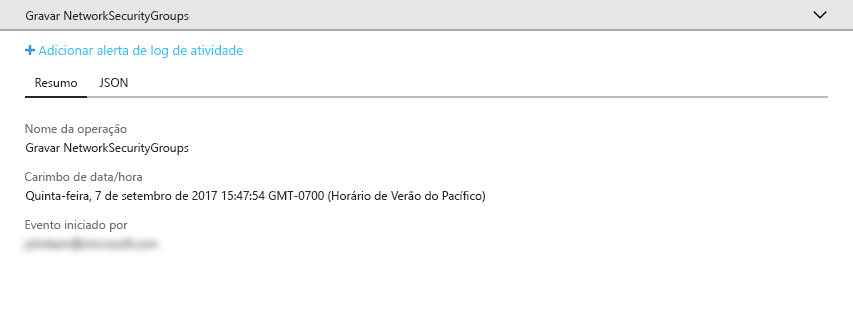 Gravar NetworkSecurityGroups
+ Adicionar alerta de log de atividade
Resumo JSON
Nome da operação
Gravar NetworkSecurityGroups
Carimbo de data/hora
Quinta-feira, 7 de setembro de 2017 15:47:54 GMT-0700 (Horário de Verão do Pacífico)
Evento iniciado por